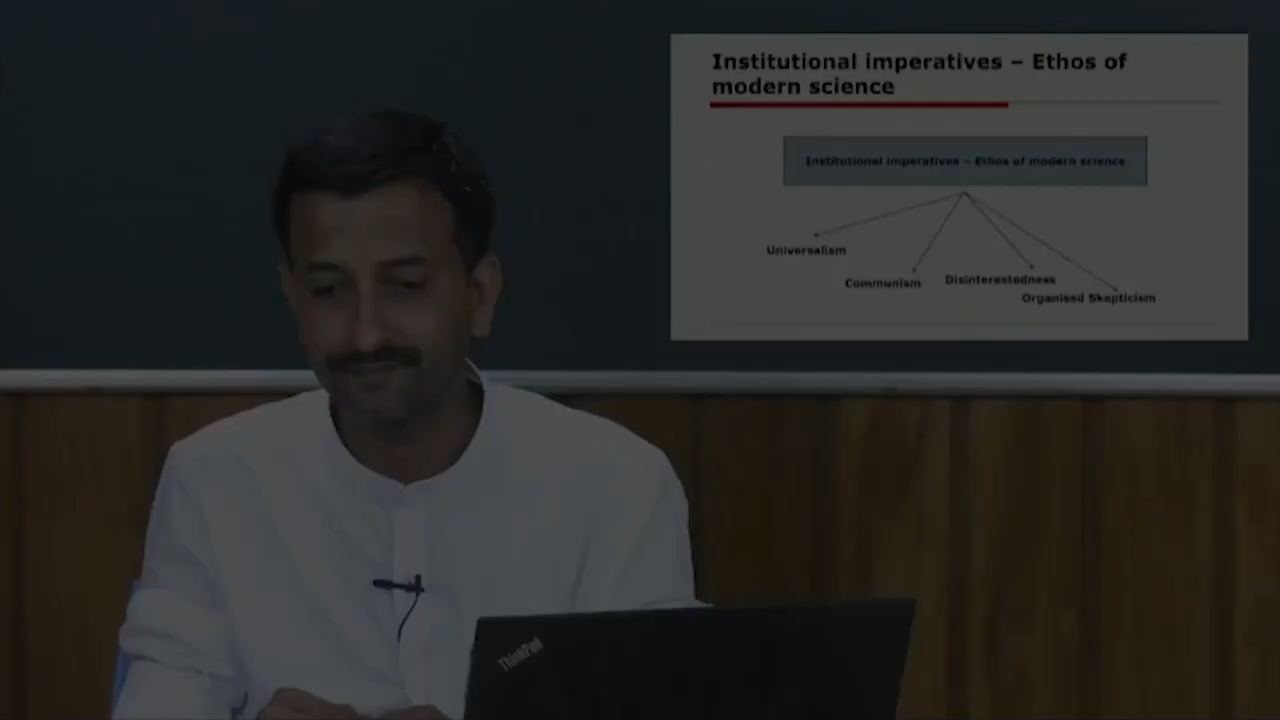 Institutional imperatives – Ethos of
modern science
Institutional imperatives – Ethos of modern science
Universalism
Communism
Disinterestedness
Organised Skepticism
ThinkPad